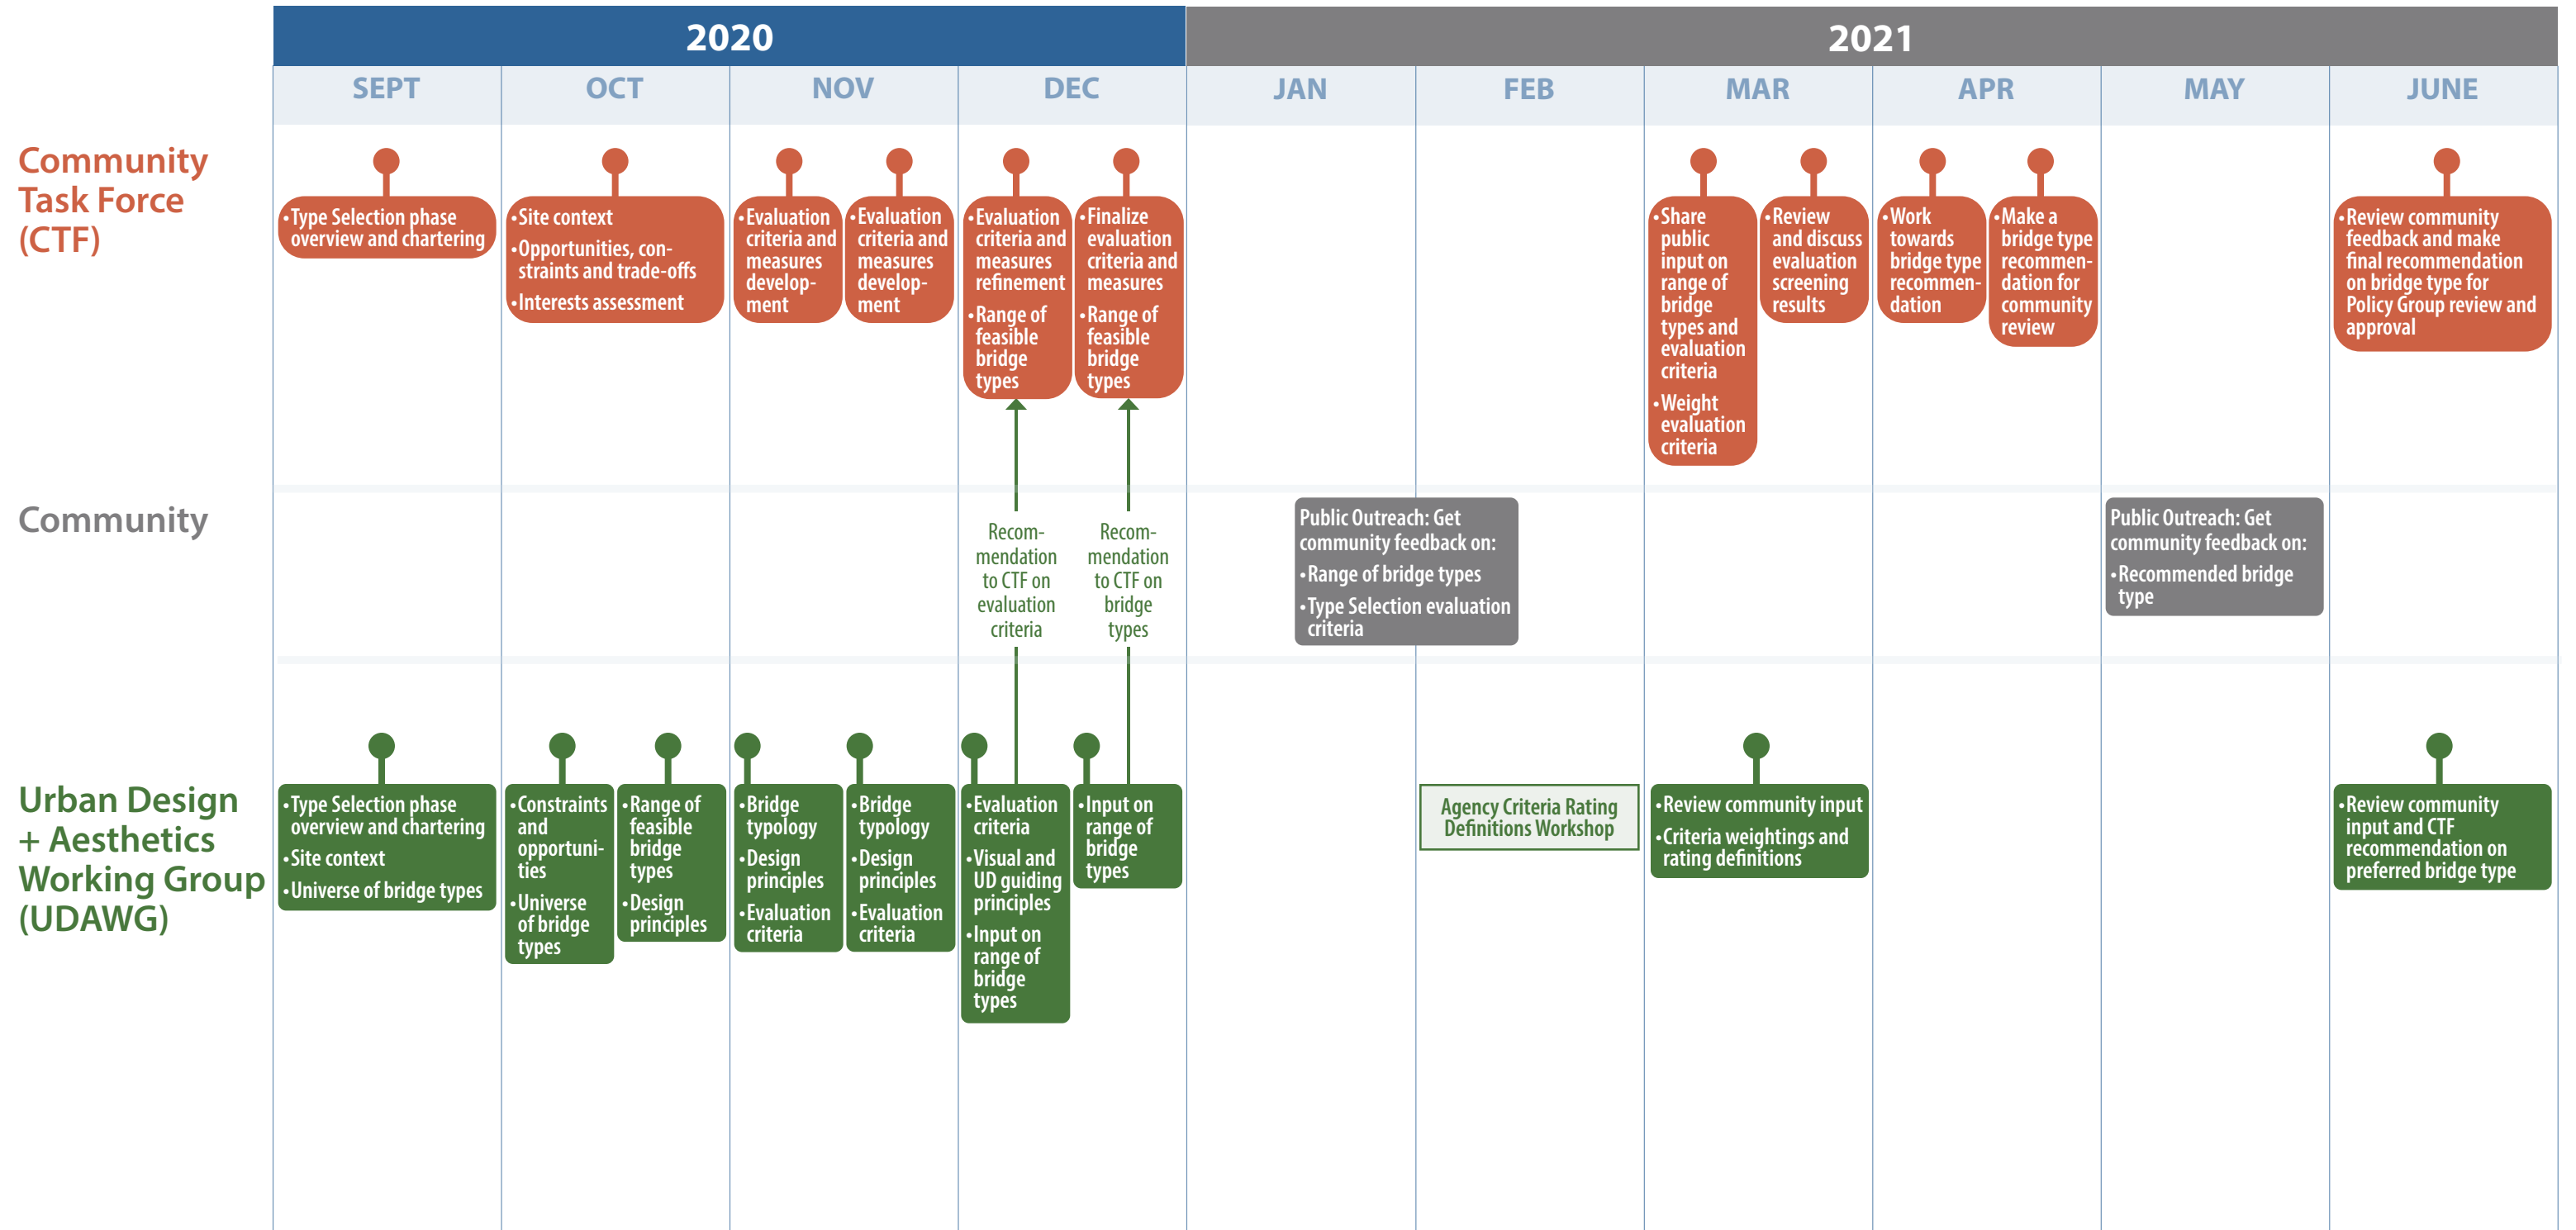 2020
2021
SEPT
OCT
NOV
DEC
JAN
FEB
MAR
APR
MAY
JUNE
Community
Task Force
(CTF)
•Type Selection phase
overview and chartering
•Site context
•Opportunities, con-
straints and trade-offs
•Interests assessment
•Evaluation
criteria and
measures
develop-
ment
•Evaluation
criteria and
measures
develop-
ment
•Evaluation
criteria and
measures
refinement
•Range of
feasible
bridge
types
•Finalize
evaluation
criteria and
measures
•Range of
feasible
bridge
types
•Share
public
input on
range of
bridge
types and
evaluation
criteria
•Weight
evaluation
criteria
•Review
and discuss
evaluation
screening
results
•Work
towards
bridge type
recommen-
dation
•Make a
bridge type
recommen-
dation for
community
review
•Review community
feedback and make
final recommendation
on bridge type for
Policy Group review and
approval
Community
Recom-
mendation
to CTF on
evaluation
criteria
Recom-
mendation
to CTF on
bridge
types
Public Outreach: Get
community feedback on:
•Range of bridge types
•Type Selection evaluation
criteria
Public Outreach: Get
community feedback on:
•Recommended bridge
type
Urban Design
+ Aesthetics
Working Group
(UDAWG)
•Type Selection phase
overview and chartering
•Site context
•Universe of bridge types
•Constraints
and
opportuni-
ties
•Universe
of bridge
types
•Range of
feasible
bridge
types
•Design
principles
•Bridge
typology
•Design
principles
•Evaluation
criteria
•Bridge
typology
•Design
principles
•Evaluation
criteria
•Evaluation
criteria
•Visual and
UD guiding
principles
•Input on
range of
bridge
types
•Input on
range of
bridge
types
Agency Criteria Rating
Definitions Workshop
•Review community input
•Criteria weightings and
rating definitions
•Review community
input and CTF
recommendation on
preferred bridge type